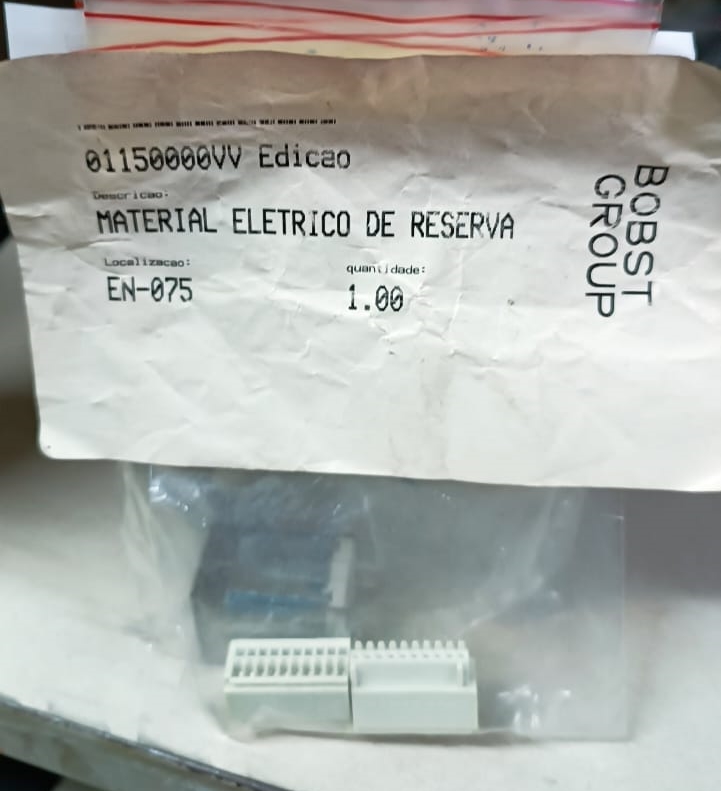 01150000VV Edicao
Descricao:
MATERIAL ELETRICO DE RESERVA
Localizacao:
quantidade:
EN-075
1.00
BOBST
GROUP